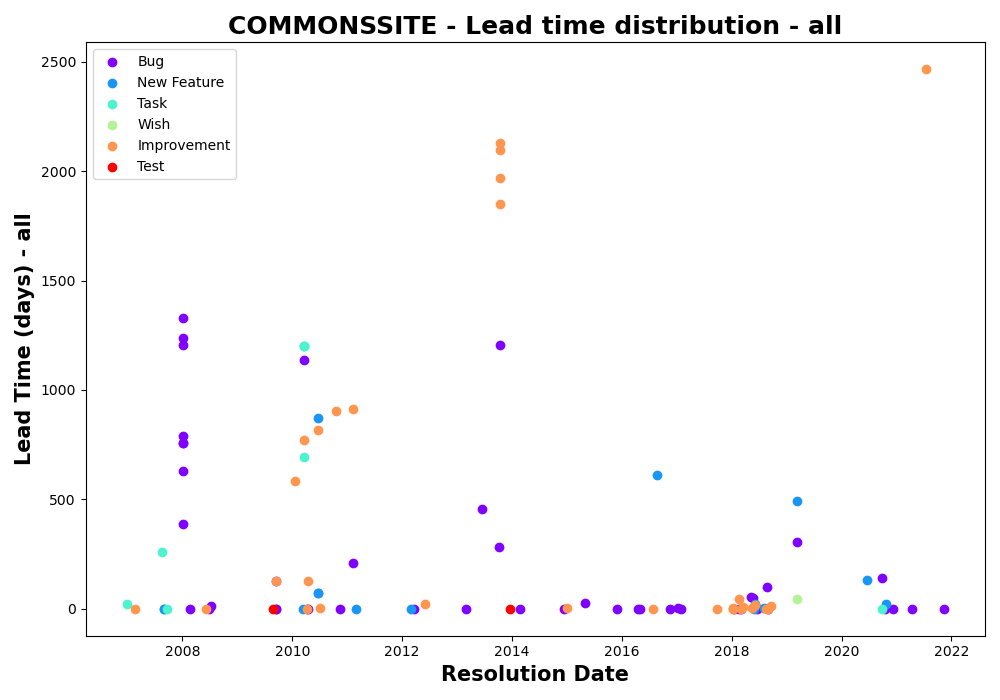 COMMONSSITE - Lead time distribution - all
Bug
New Feature
Task
Wish
Improvement
Test
Lead Time (days) - all
2500
2000
1500
1000
500
0
2008
2010
2012
2014
2016
2018
2020
2022
Resolution Date